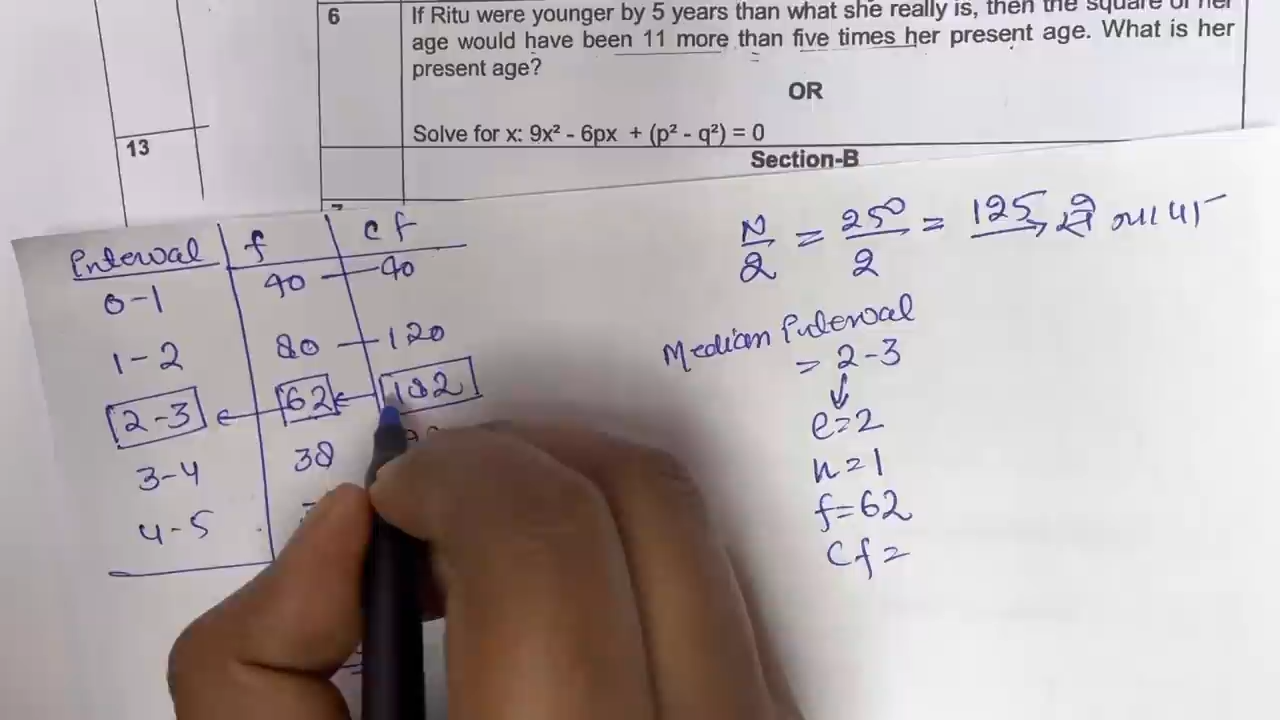 6
If Ritu were younger by 5 years than what she really is, then the square of her
age would have been 11 more than five times her present age. What is her
present age?
OR
Solve for x: 9x² - 6px + (p² - q²) = 0
Section-B
13
Interval f cf
0-1 40 40
1-2 80 120
2-3 62 182
3-4 38
4-5
N/2 = 250/2 = 125, से
Median Interval
= 2-3
l=2
h=1
f=62
Cf=